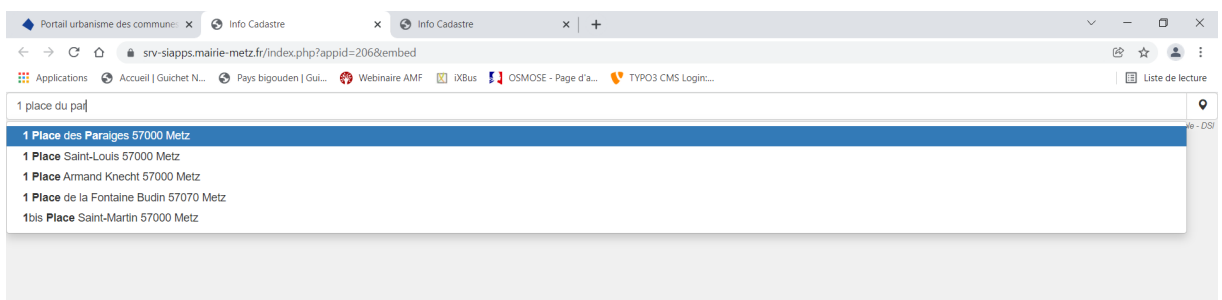 Portail urbanisme des communes Info Cadastre Info Cadastre
srv-siapps.mairie-metz.fr/index.php?appid=206&embed
Applications Accueil | Guichet N... Pays bigouden | Gui... Webinaire AMF iXBus OSMOSE - Page d'a... TYPO3 CMS Login:... Liste de lecture
1 place du par
- DSI
1 Place des Paraiges 57000 Metz
1 Place Saint-Louis 57000 Metz
1 Place Armand Knecht 57000 Metz
1 Place de la Fontaine Budin 57070 Metz
1bis Place Saint-Martin 57000 Metz